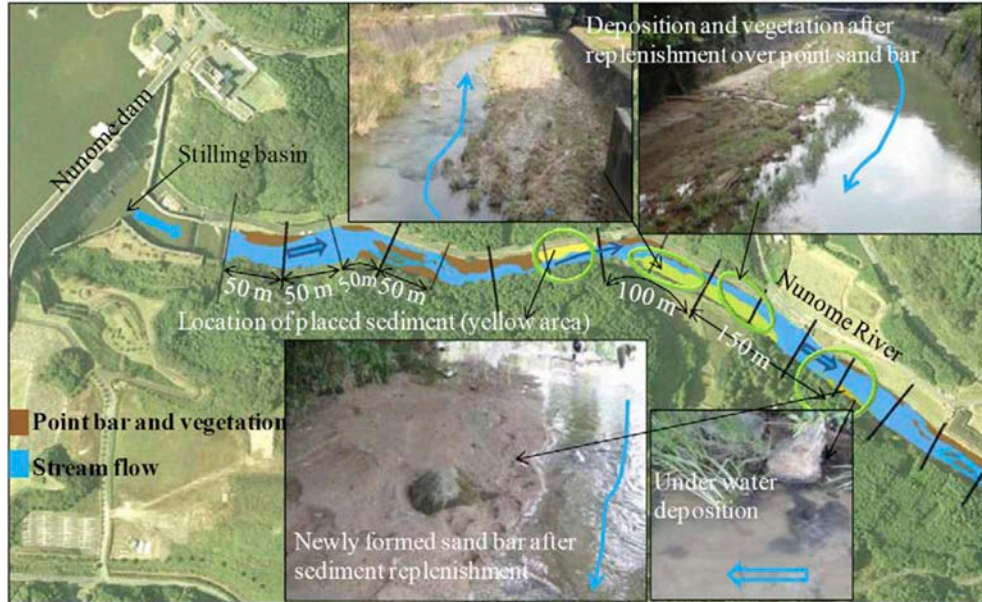 Deposition and vegetation after
replenishment over point sand bar
Nunome dam
Stilling basin
50 m
50 m
50m
50 m
100 m
150 m
Nunome River
Location of placed sediment (yellow area)
Point bar and vegetation
Stream flow
Newly formed sand bar after
sediment replenishment
Under water
deposition